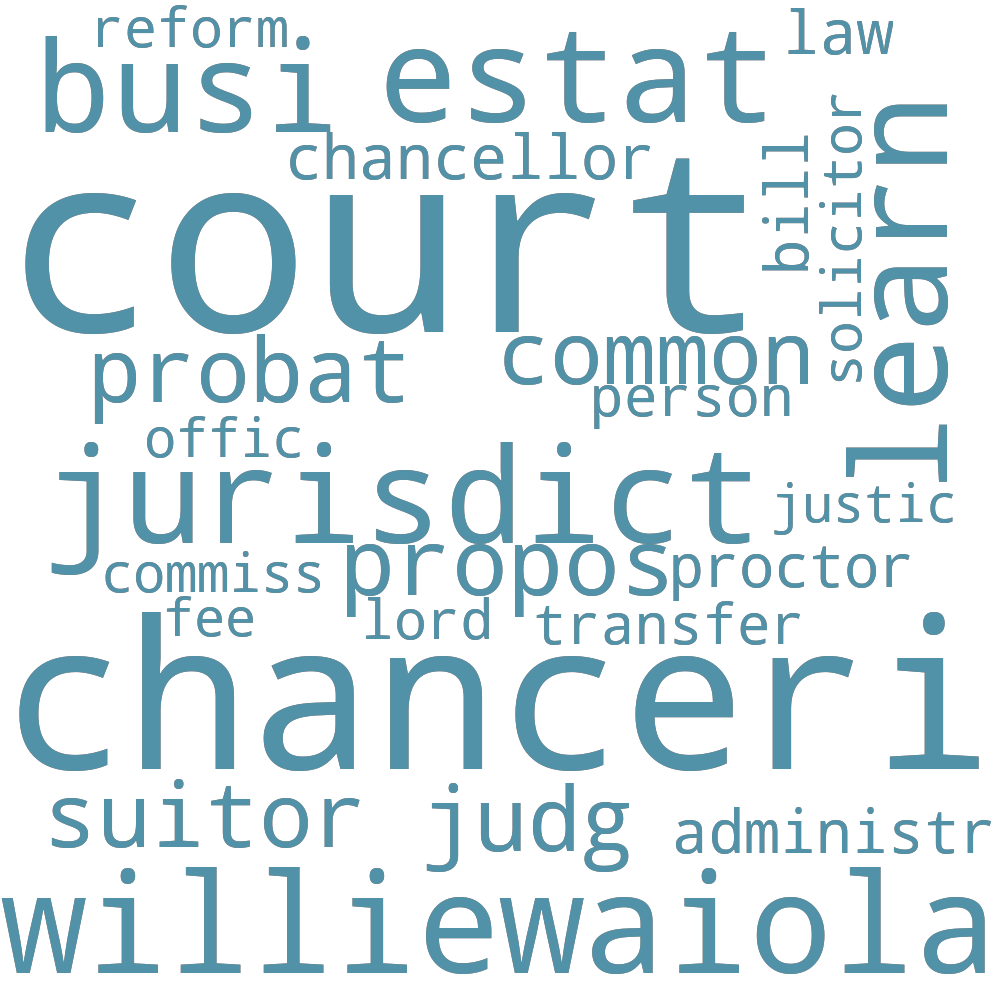 reform
law
busi
estat
chancellor
bill
solicitor
learn
court
probat
common
person
offic
jurisdict
justic
commiss
propos
proctor
fee
lord
transfer
chanceri
suitor
judg
administr
williewaiola